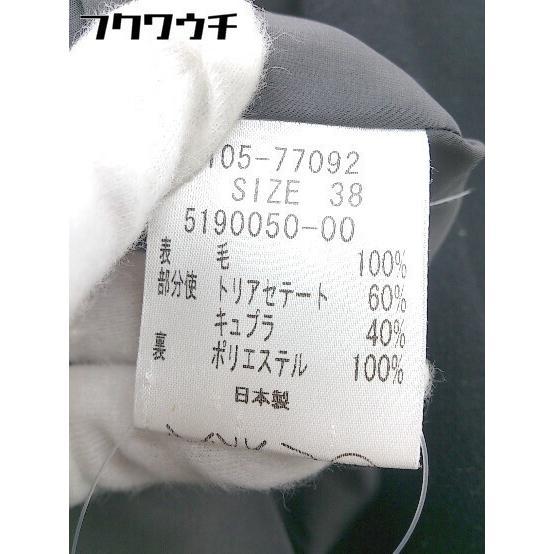 フクワウチ
105-77092
SIZE 38
5190050-00
表 毛 100%
部分使 トリアセテート 60%
キュプラ 40%
裏 ポリエステル 100%
日本製